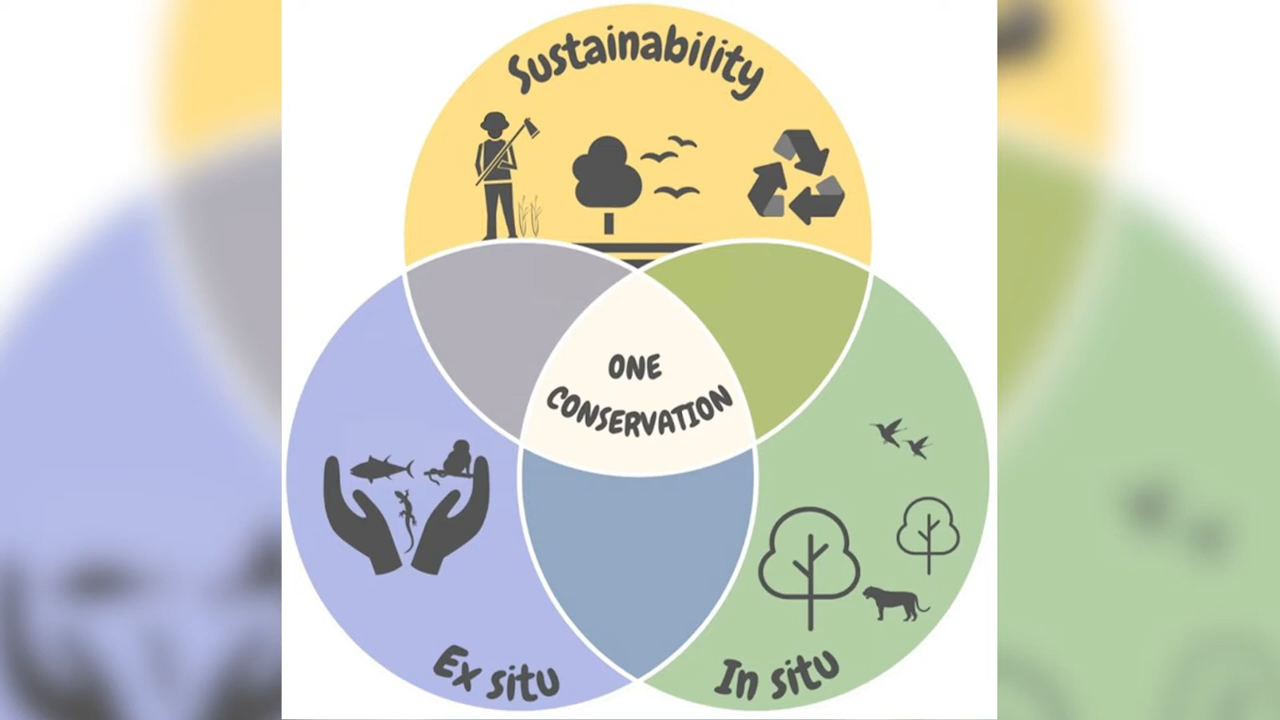 Sustainability
ONE
CONSERVATION
Ex situ
In situ